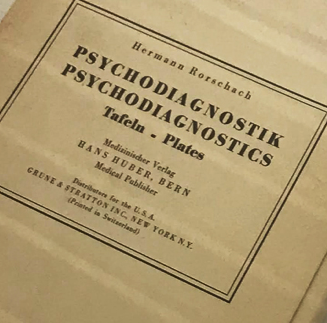 Hermann Rorschach
PSYCHODIAGNOSTIK
PSYCHODIAGNOSTICS
Tafeln - Plates
Medizinischer Verlag
HANS HUBER, BERN
Medical Publisher
Distributors for the U.S.A.
GRUNE & STRATTON INC. NEW YORK N.Y.
(Printed in Switzerland)